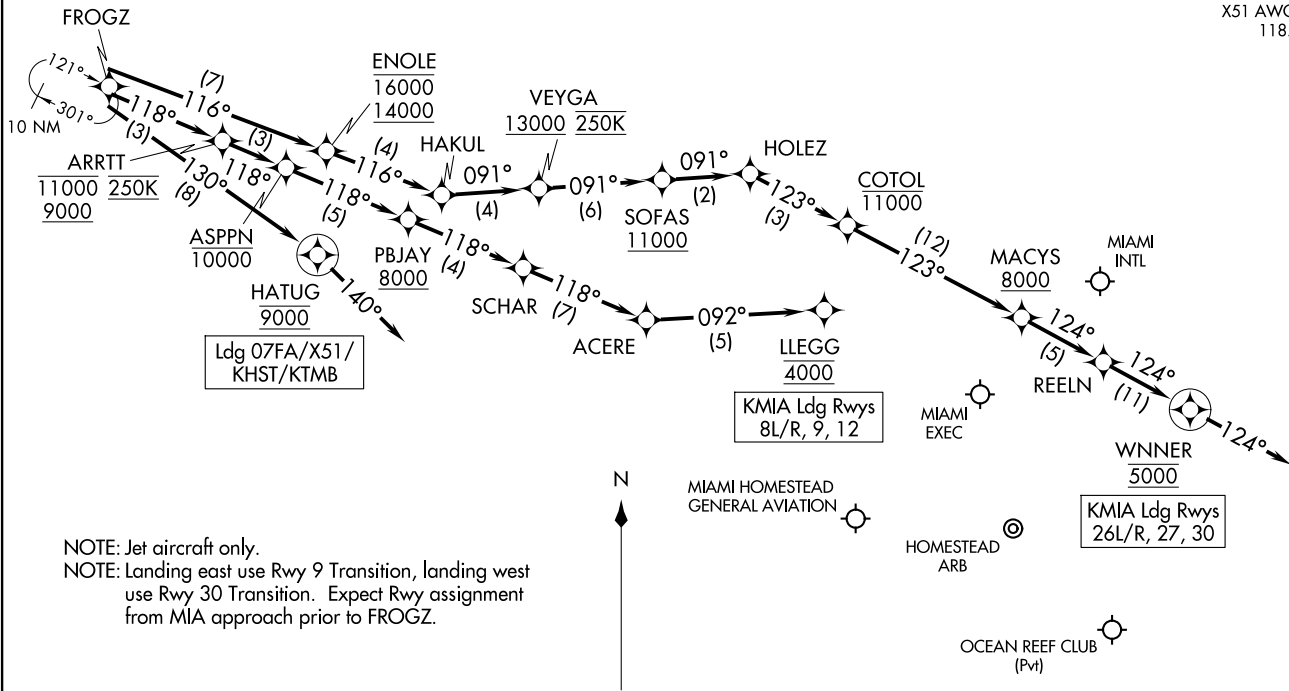 X51 AWO
118.
FROGZ
121°
301°
10 NM
(7)
116°
118°
(3)
ARRTT
11000 250K
9000
(3)
118°
130°
(8)
ASPPN
10000
HATUG
9000
Ldg 07FA/X51/
KHST/KTMB
140°
ENOLE
16000
14000
(4)
116°
118°
(5)
PBJAY
8000
HAKUL
091°
(4)
VEYGA
13000 250K
091°
(6)
118°
(4)
SCHAR
118°
(7)
ACERE
092°
(5)
LLEGG
4000
KMIA Ldg Rwys
8L/R, 9, 12
SOFAS
11000
091°
(2)
HOLEZ
123°
(3)
COTOL
11000
(12)
123°
MACYS
8000
MIAMI
INTL
124°
(5)
REELN
124°
(11)
WNNER
5000
KMIA Ldg Rwys
26L/R, 27, 30
124°
MIAMI
EXEC
N
MIAMI HOMESTEAD
GENERAL AVIATION
HOMESTEAD
ARB
OCEAN REEF CLUB
(Pvt)
NOTE: Jet aircraft only.
NOTE: Landing east use Rwy 9 Transition, landing west
use Rwy 30 Transition. Expect Rwy assignment
from MIA approach prior to FROGZ.